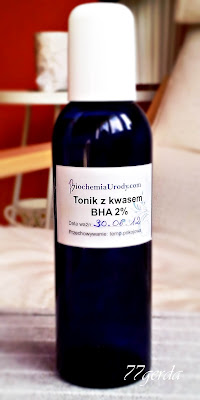 BiochemiaUrody.com
Tonik z kwasem
BHA 2%
Data ważn. 30.08.12
Przechowywanie: temp.pokojowa
77gerda